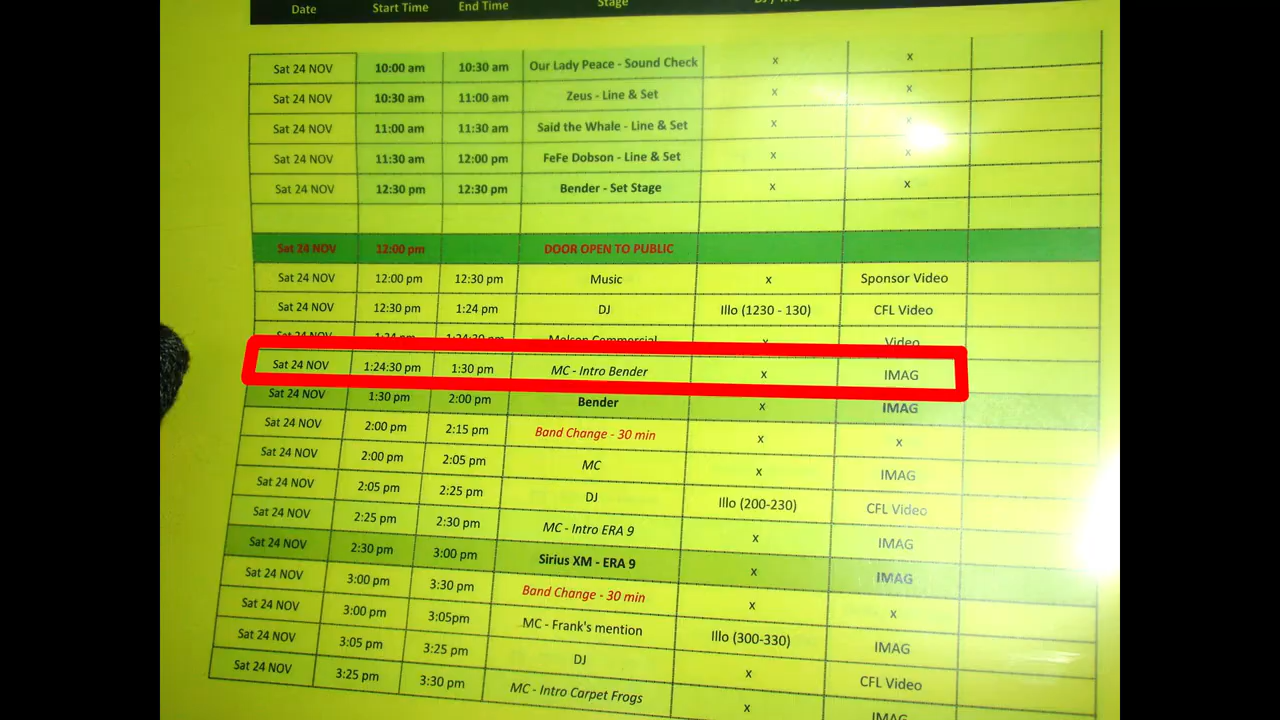 Date Start Time End Time Stage
Sat 24 NOV 10:00 am 10:30 am Our Lady Peace - Sound Check x x
Sat 24 NOV 10:30 am 11:00 am Zeus - Line & Set x x
Sat 24 NOV 11:00 am 11:30 am Said the Whale - Line & Set x x
Sat 24 NOV 11:30 am 12:00 pm FeFe Dobson - Line & Set x x
Sat 24 NOV 12:30 pm 12:30 pm Bender - Set Stage x x
Sat 24 NOV 12:00 pm DOOR OPEN TO PUBLIC
Sat 24 NOV 12:00 pm 12:30 pm Music x Sponsor Video
Sat 24 NOV 12:30 pm 1:24 pm DJ Illo (1230 - 130) CFL Video
Sat 24 NOV 1:24 pm 1:24:30 pm Molson Commercial x Video
Sat 24 NOV 1:24:30 pm 1:30 pm MC - Intro Bender x IMAG
Sat 24 NOV 1:30 pm 2:00 pm Bender x IMAG
Sat 24 NOV 2:00 pm 2:15 pm Band Change - 30 min x x
Sat 24 NOV 2:00 pm 2:05 pm MC x IMAG
Sat 24 NOV 2:05 pm 2:25 pm DJ Illo (200-230) CFL Video
Sat 24 NOV 2:25 pm 2:30 pm MC - Intro ERA 9 x IMAG
Sat 24 NOV 2:30 pm 3:00 pm Sirius XM - ERA 9 x IMAG
Sat 24 NOV 3:00 pm 3:30 pm Band Change - 30 min x x
Sat 24 NOV 3:00 pm 3:05pm MC - Frank's mention Illo (300-330) IMAG
Sat 24 NOV 3:05 pm 3:25 pm DJ x CFL Video
Sat 24 NOV 3:25 pm 3:30 pm MC - Intro Carpet Frogs x IMAG